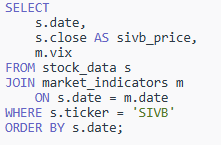 SELECT
    s.date,
    s.close AS sivb_price,
    m.vix
FROM stock_data s
JOIN market_indicators m
    ON s.date = m.date
WHERE s.ticker = 'SIVB'
ORDER BY s.date;